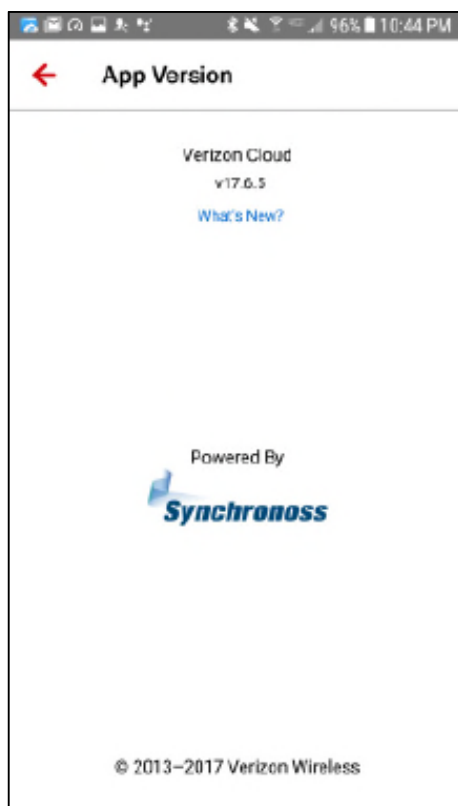 96% 10:44 PM
App Version
Verizon Cloud
v17.6.5
What's New?
Powered By
Synchronoss
© 2013–2017 Verizon Wireless